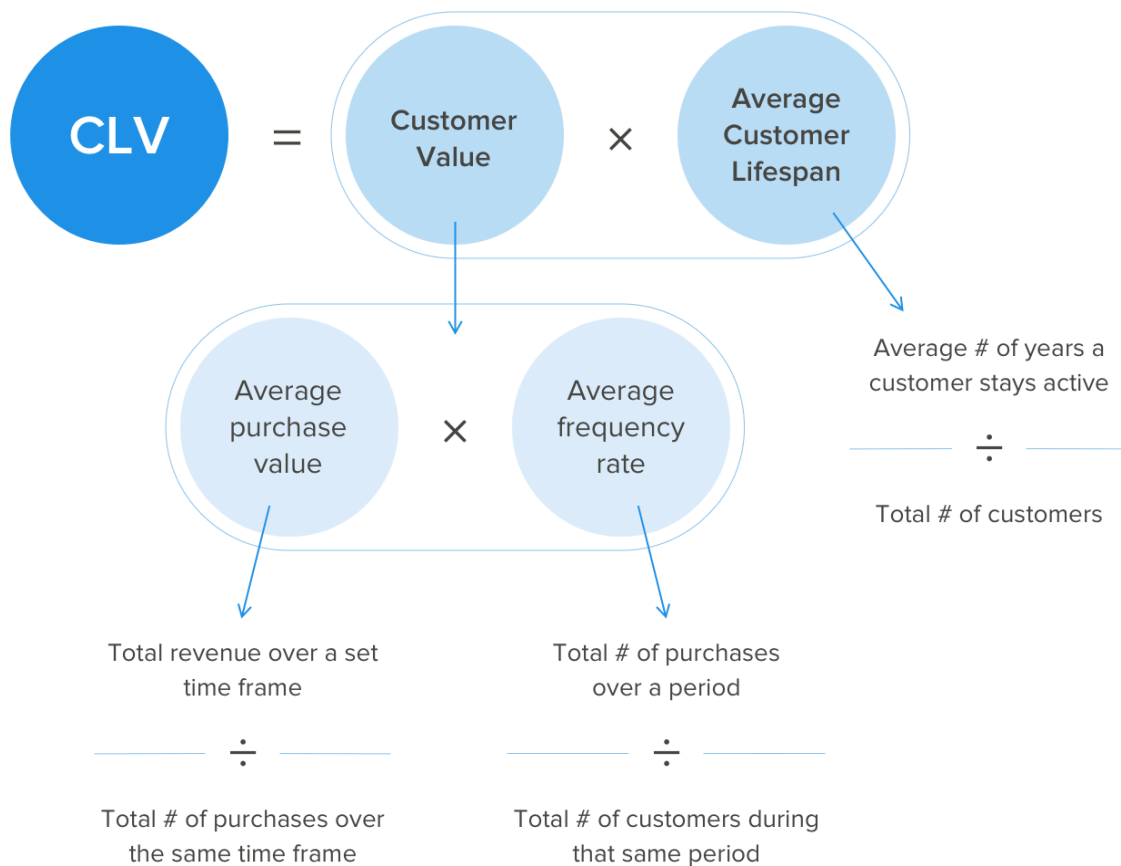 CLV
=
Customer
Value
×
Average
Customer
Lifespan
Average
purchase
value
×
Average
frequency
rate
Average # of years a
customer stays active
÷
Total # of customers
Total revenue over a set
time frame
÷
Total # of purchases over
the same time frame
Total # of purchases
over a period
÷
Total # of customers during
that same period